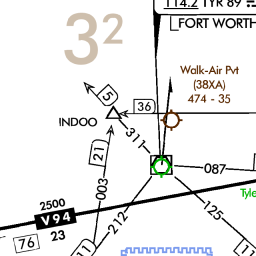 114.2 TYR 89
FORT WORTH
3²
Walk-Air Pvt
(38XA)
474 - 35
5
36
INDOO
311
21
087
003
Tyle
2500
V94
23
212
125
76
11